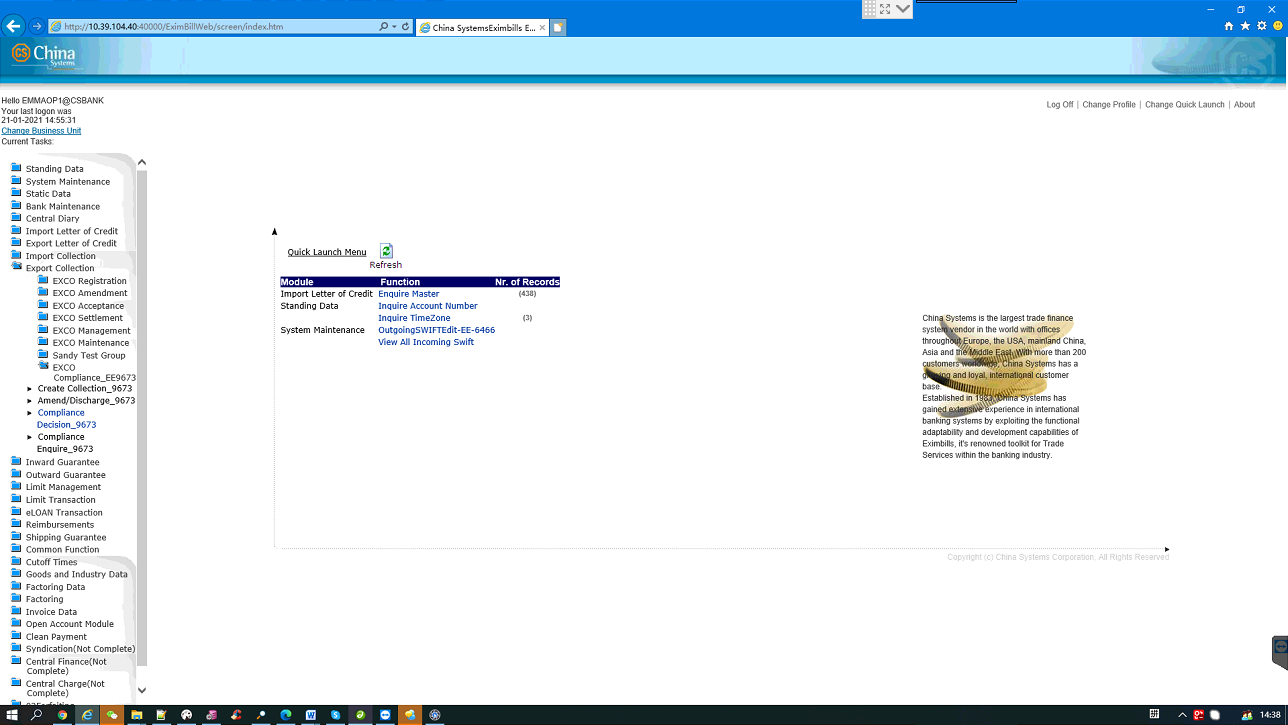 http://10.39.104.40:40000/EximBillWeb/screen/index.htm
China SystemsEximbills E...
China
Systems
Hello EMMAOP1@CSBANK
Your last logon was
21-01-2021 14:55:31
Change Business Unit
Current Tasks:
Log Off | Change Profile | Change Quick Launch | About
Standing Data
System Maintenance
Static Data
Bank Maintenance
Central Diary
Import Letter of Credit
Export Letter of Credit
Import Collection
Export Collection
EXCO Registration
EXCO Amendment
EXCO Acceptance
EXCO Settlement
EXCO Management
EXCO Maintenance
Sandy Test Group
EXCO
Compliance_EE9673
Create Collection_9673
Amend/Discharge_9673
Compliance
Decision_9673
Compliance
Enquire_9673
Inward Guarantee
Outward Guarantee
Limit Management
Limit Transaction
eLOAN Transaction
Reimbursements
Shipping Guarantee
Common Function
Cutoff Times
Goods and Industry Data
Factoring Data
Factoring
Invoice Data
Open Account Module
Clean Payment
Syndication(Not Complete)
Central Finance(Not
Complete)
Central Charge(Not
Complete)
Quick Launch Menu
Refresh
Module Function Nr. of Records
Import Letter of Credit Enquire Master (438)
Standing Data Inquire Account Number
Inquire TimeZone (3)
System Maintenance OutgoingSWIFTEdit-EE-6466
View All Incoming Swift
China Systems is the largest trade finance
system vendor in the world with offices
throughout Europe, the USA, mainland China,
Asia and the Middle East. With more than 200
customers worldwide, China Systems has a
growing and loyal, international customer
base.
Established in 1983, China Systems has
gained extensive experience in international
banking systems by exploiting the functional
adaptability and development capabilities of
Eximbills, it's renowned toolkit for Trade
Services within the banking industry.
Copyright (c) China Systems Corporation, All Rights Reserved
14:38